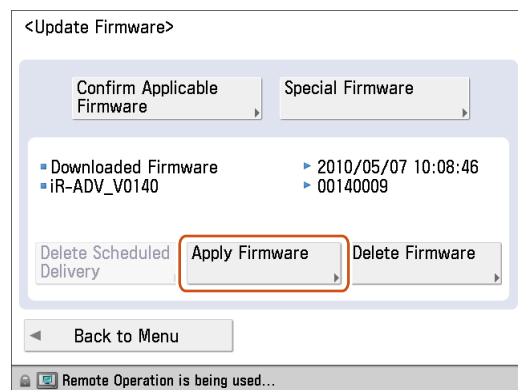 <Update Firmware>
Confirm Applicable
Firmware
Special Firmware
Downloaded Firmware
2010/05/07 10:08:46
iR-ADV_V0140
00140009
Delete Scheduled
Delivery
Apply Firmware
Delete Firmware
Back to Menu
Remote Operation is being used...